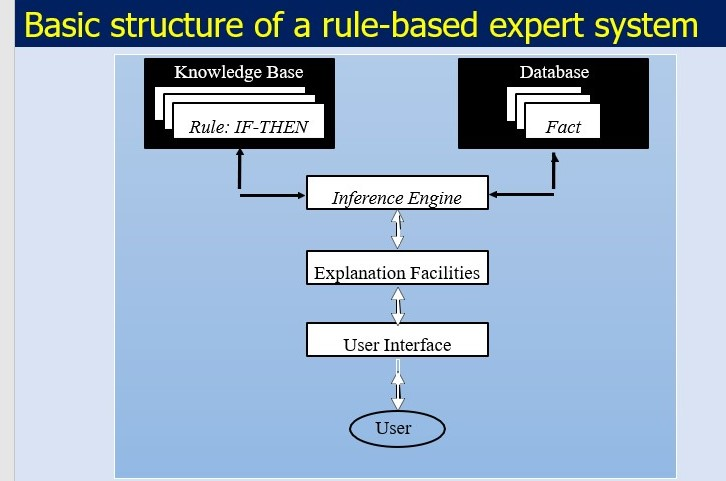 Basic structure of a rule-based expert system
Knowledge Base
Database
Rule: IF-THEN
Fact
Inference Engine
Explanation Facilities
User Interface
User